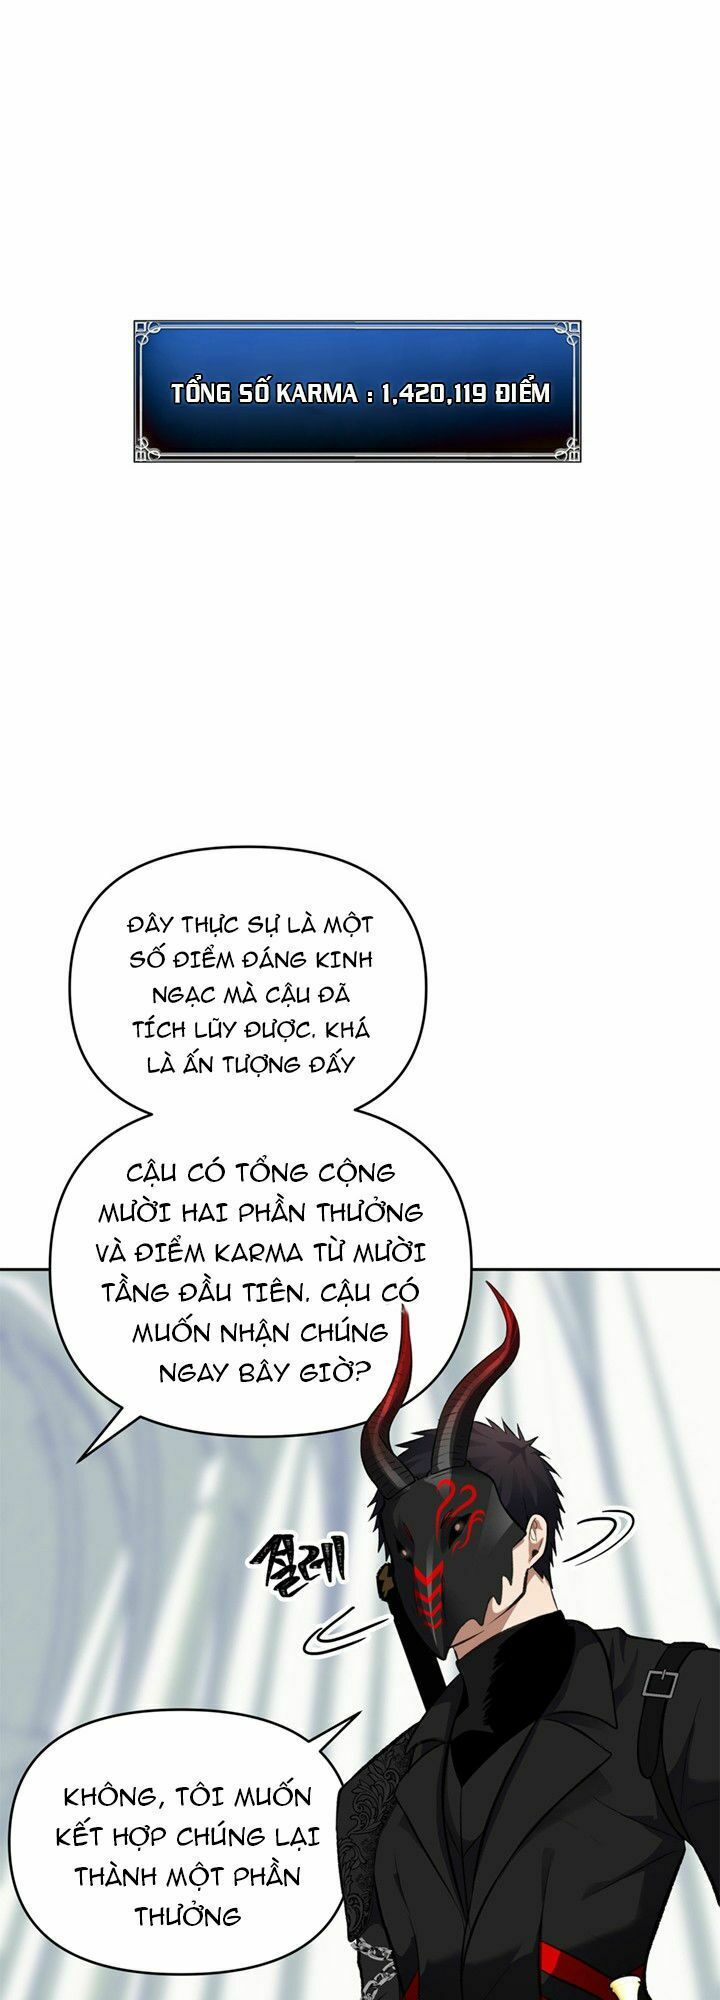 TỔNG SỐ KARMA : 1,420,119 ĐIỂM
ĐÂY THỰC SỰ LÀ MỘT
SỐ ĐIỂM ĐÁNG KINH
NGẠC MÀ CẬU ĐÃ
TÍCH LŨY ĐƯỢC. KHÁ
LÀ ẤN TƯỢNG ĐẤY
CẬU CÓ TỔNG CỘNG
MƯỜI HAI PHẦN THƯỞNG
VÀ ĐIỂM KARMA TỪ MƯỜI
TẦNG ĐẦU TIÊN. CẬU CÓ
MUỐN NHẬN CHÚNG
NGAY BÂY GIỜ?
설레
KHÔNG, TÔI MUỐN
KẾT HỢP CHÚNG LẠI
THÀNH MỘT PHẦN
THƯỞNG